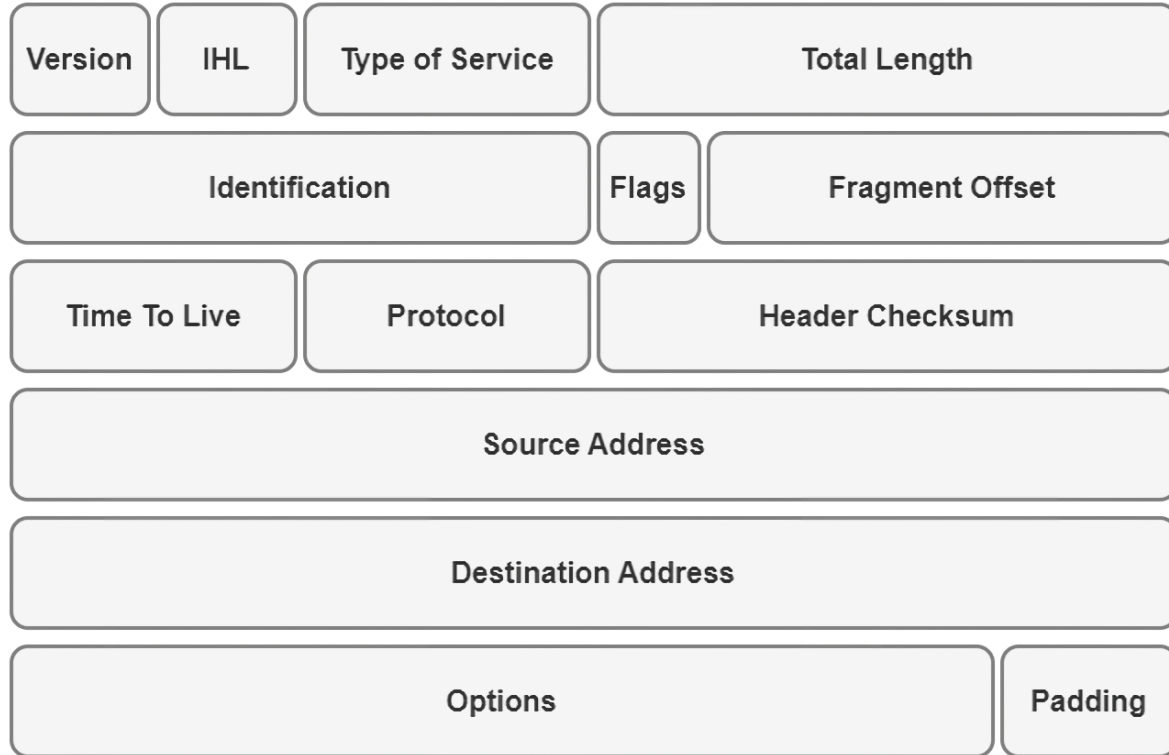 Version IHL Type of Service Total Length
Identification Flags Fragment Offset
Time To Live Protocol Header Checksum
Source Address
Destination Address
Options Padding